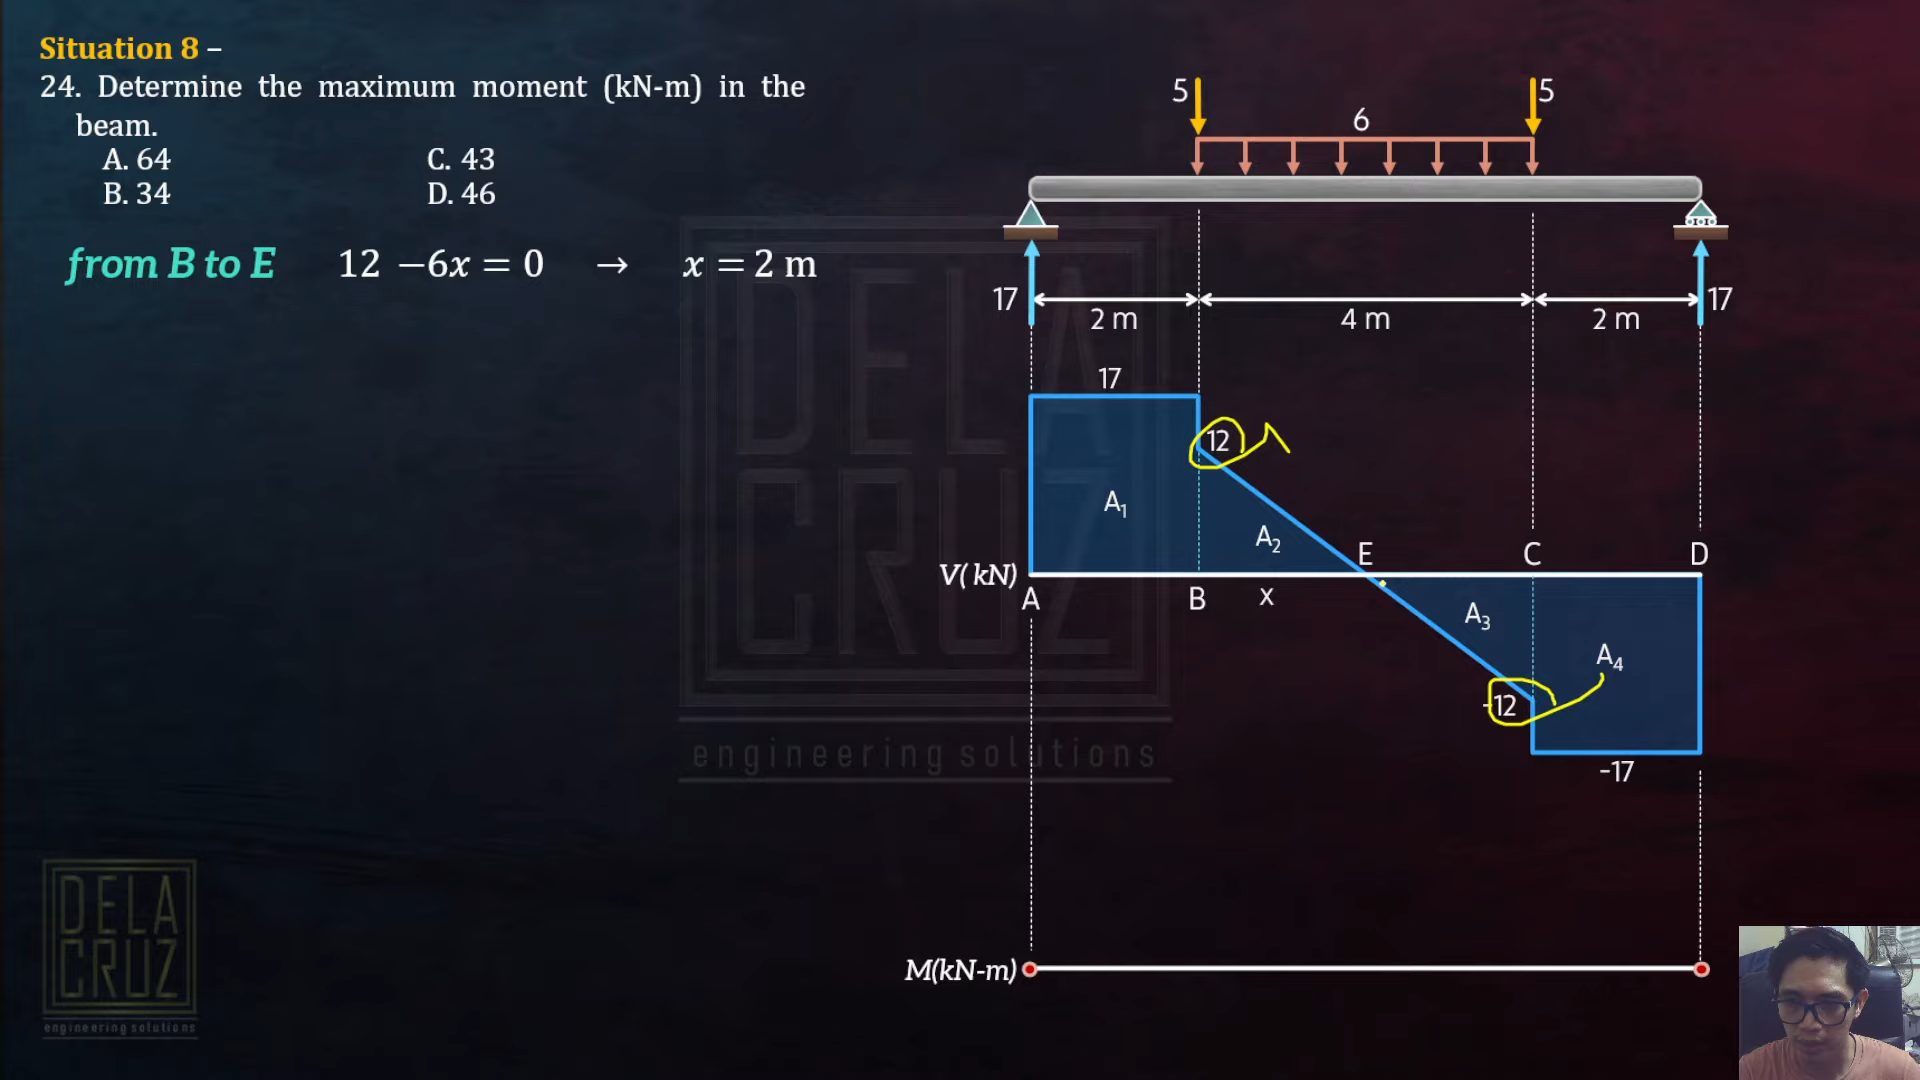 Situation 8 –
24. Determine the maximum moment (kN-m) in the
beam.
A. 64 C. 43
B. 34 D. 46
from B to E 12 −6x = 0 → x = 2 m
5 5
6
17 17
2 m 4 m 2 m
17
12
A₁
A₂
V( kN) E C D
A B x
A₃
A₄
-12
-17
M(kN-m)
DELA
CRUZ
engineering solutions
DELA
CRUZ
engineering solutions